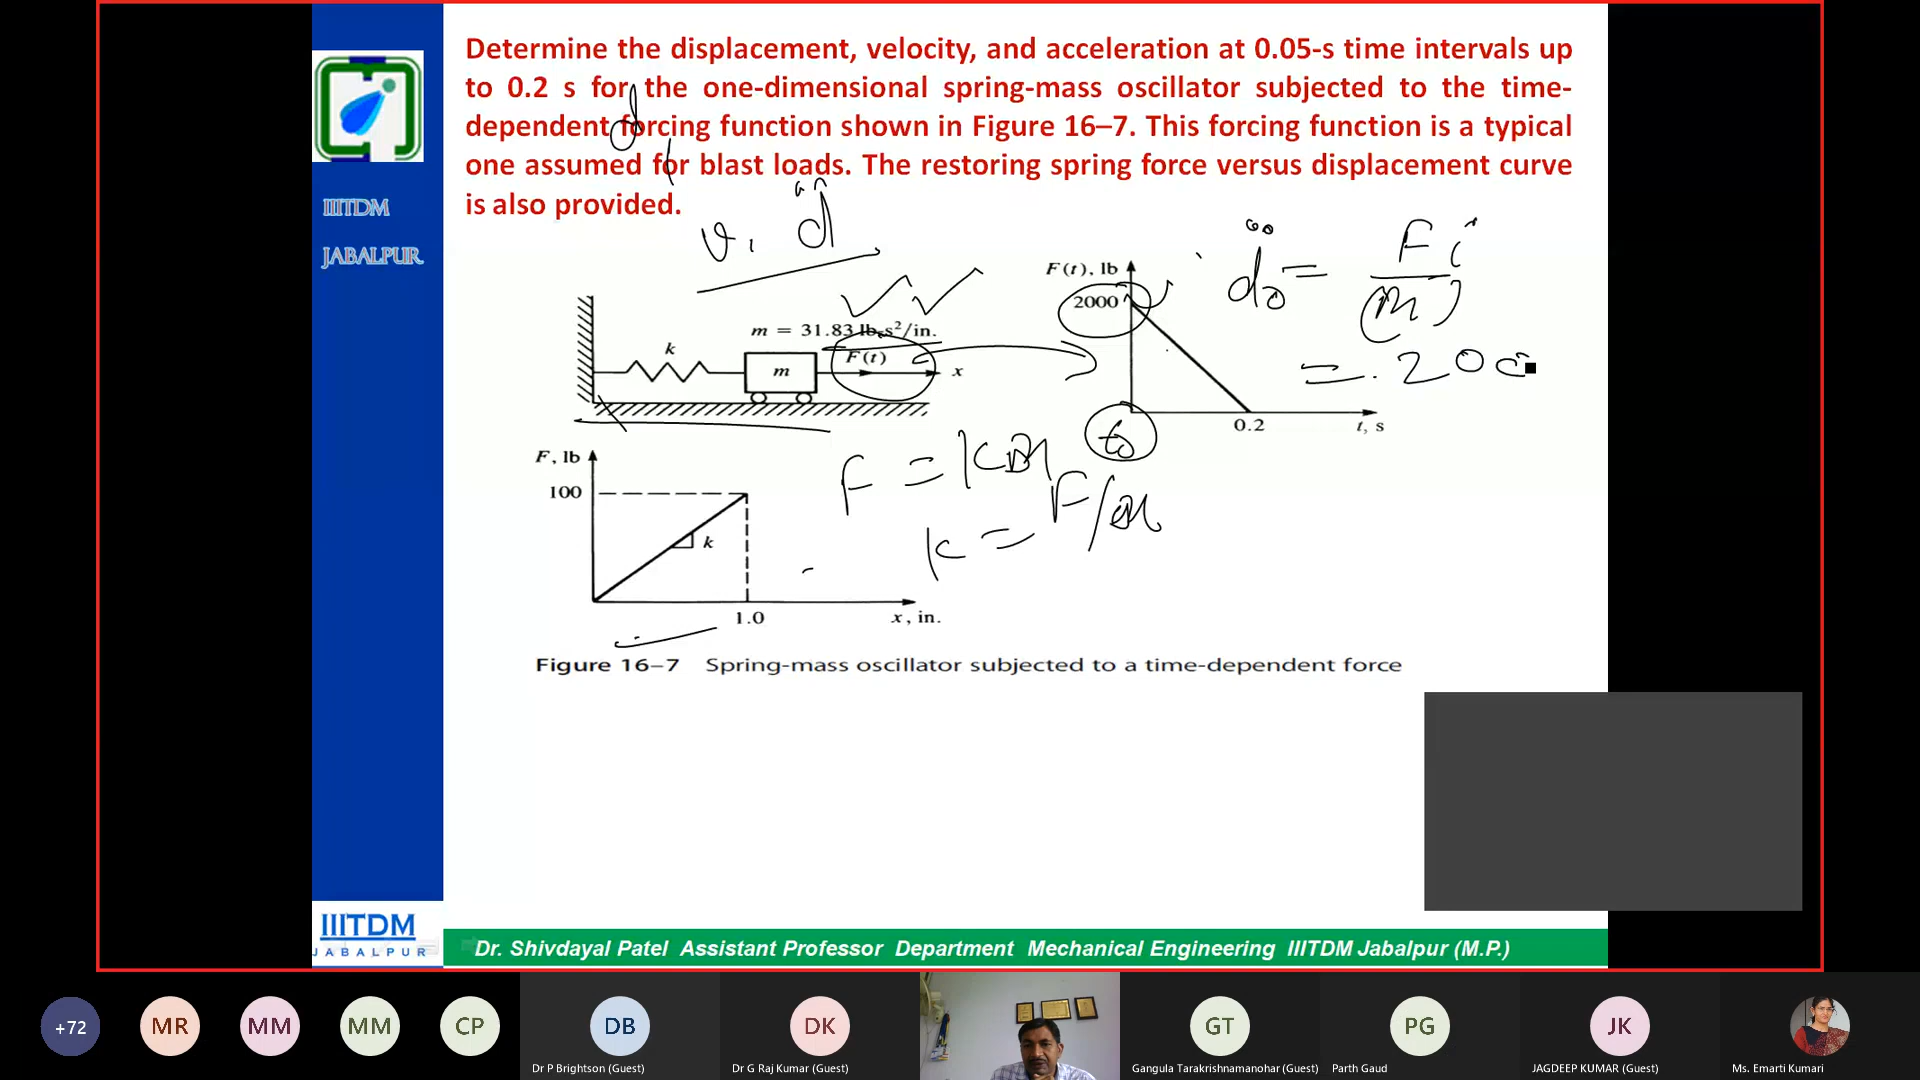 Determine the displacement, velocity, and acceleration at 0.05-s time intervals up
to 0.2 s for the one-dimensional spring-mass oscillator subjected to the time-
dependent forcing function shown in Figure 16–7. This forcing function is a typical
one assumed for blast loads. The restoring spring force versus displacement curve
is also provided.
IIITDM
JABALPUR
d
v, d̈
d̈0 = Fi
(m)
= 200
F(t), lb
2000
m = 31.83 lb-s²/in.
k
m
F(t)
x
t0
0.2
t, s
F, lb
100
k
1.0
x, in.
F = kx
k = F/x
Figure 16–7 Spring-mass oscillator subjected to a time-dependent force
IIITDM
JABALPUR
Dr. Shivdayal Patel Assistant Professor Department Mechanical Engineering IIITDM Jabalpur (M.P.)
+72
MR
MM
MM
CP
DB
DK
GT
PG
JK
Dr P Brightson (Guest)
Dr G Raj Kumar (Guest)
Gangula Tarakrishnamanohar (Guest)
Parth Gaud
JAGDEEP KUMAR (Guest)
Ms. Emarti Kumari